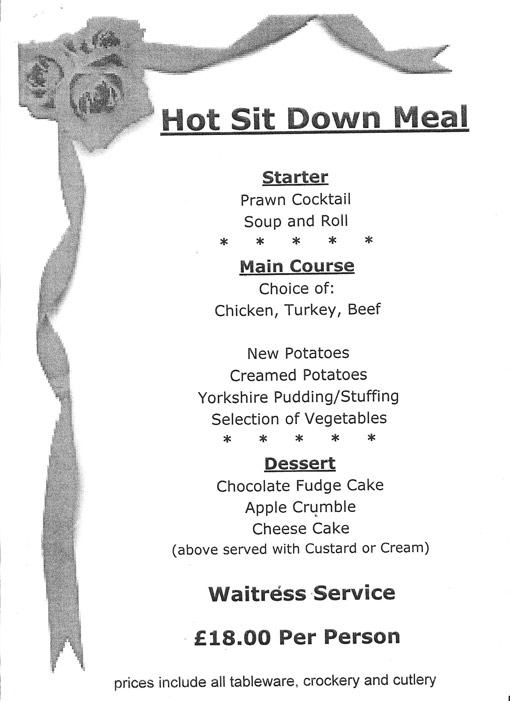 Hot Sit Down Meal
Starter
Prawn Cocktail
Soup and Roll
* * * * *
Main Course
Choice of:
Chicken, Turkey, Beef
New Potatoes
Creamed Potatoes
Yorkshire Pudding/Stuffing
Selection of Vegetables
* * * * *
Dessert
Chocolate Fudge Cake
Apple Crumble
Cheese Cake
(above served with Custard or Cream)
Waitress Service
£18.00 Per Person
prices include all tableware, crockery and cutlery